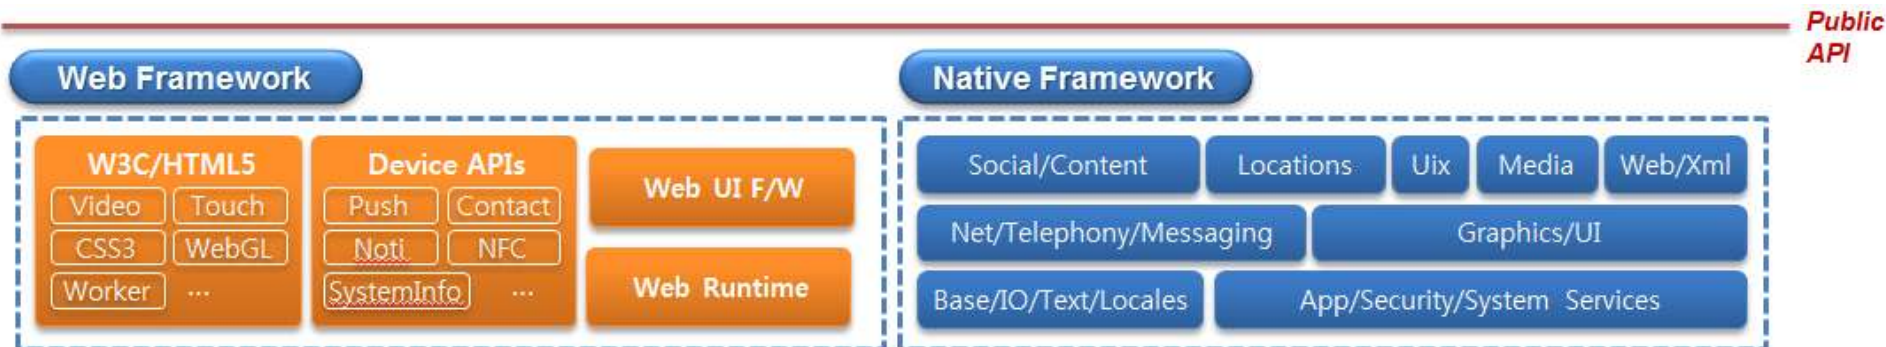 Public
API
Web Framework
W3C/HTML5
Video Touch
CSS3 WebGL
Worker ...
Device APIs
Push Contact
Noti NFC
SystemInfo ...
Web UI F/W
Web Runtime
Native Framework
Social/Content Locations Uix Media Web/Xml
Net/Telephony/Messaging Graphics/UI
Base/IO/Text/Locales App/Security/System Services